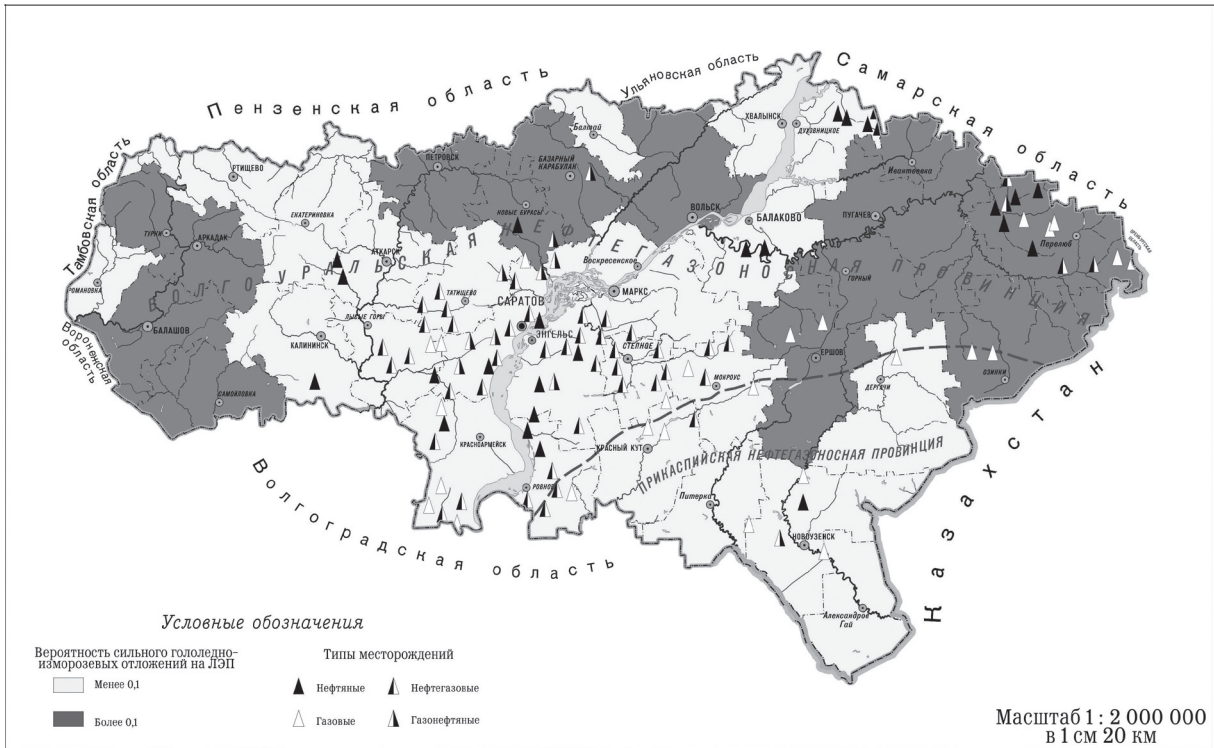 Пензенская область
Ульяновская область
Самарская область
Тамбовская область
Воронежская область
Волгоградская область
Казахстан
ОРЕНБУРГСКАЯ ОБЛАСТЬ
ВОЛГО УРАЛЬСКАЯ НЕФТЕГАЗОНОСНАЯ ПРОВИНЦИЯ
ПРИКАСПИЙСКАЯ НЕФТЕГАЗОНОСНАЯ ПРОВИНЦИЯ
ХВАЛЫНСК
ДУХОВНИЦКОЕ
Балтай
ПЕТРОВСК
БАЗАРНЫЙ
КАРАБУЛАК
РТИЩЕВО
Ивантеевка
НОВЫЕ БУРАСЫ
ВОЛЬСК
БАЛАКОВО
ПУГАЧЕВ
ЕКАТЕРИНОВКА
ТУРКИ
АРКАДАК
Перелюб
АТКАРСК
Воскресенское
ГОРНЫЙ
РОМАНОВКА
МАРКС
ТАТИЩЕВО
САРАТОВ
БАЛАШОВ
ЛЫСЫЕ ГОРЫ
КАЛИНИНСК
ЭНГЕЛЬС
СТЕПНОЕ
ЕРШОВ
МОКРОУС
ДЕРГАЧИ
ОЗИНКИ
САМОЙЛОВКА
КРАСНОАРМЕЙСК
КРАСНЫЙ КУТ
РОВНОЕ
Питерка
НОВОУЗЕНСК
Александров
Гай
Условные обозначения
Вероятность сильного гололедно-
изморозевых отложений на ЛЭП
Менее 0,1
Более 0,1
Типы месторождений
Нефтяные
Нефтегазовые
Газовые
Газонефтяные
Масштаб 1 : 2 000 000
в 1 см 20 км